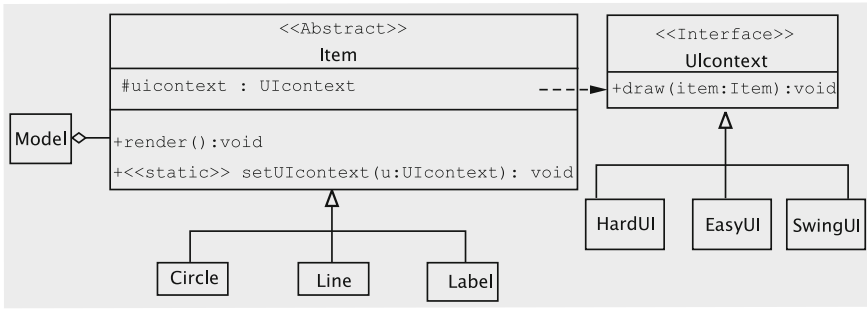 <<Abstract>>
Item
#uicontext : UIcontext
+render():void
+<<static>> setUIcontext(u:UIcontext): void
<<Interface>>
UIcontext
+draw(item:Item):void
Model
HardUI
EasyUI
SwingUI
Circle
Line
Label